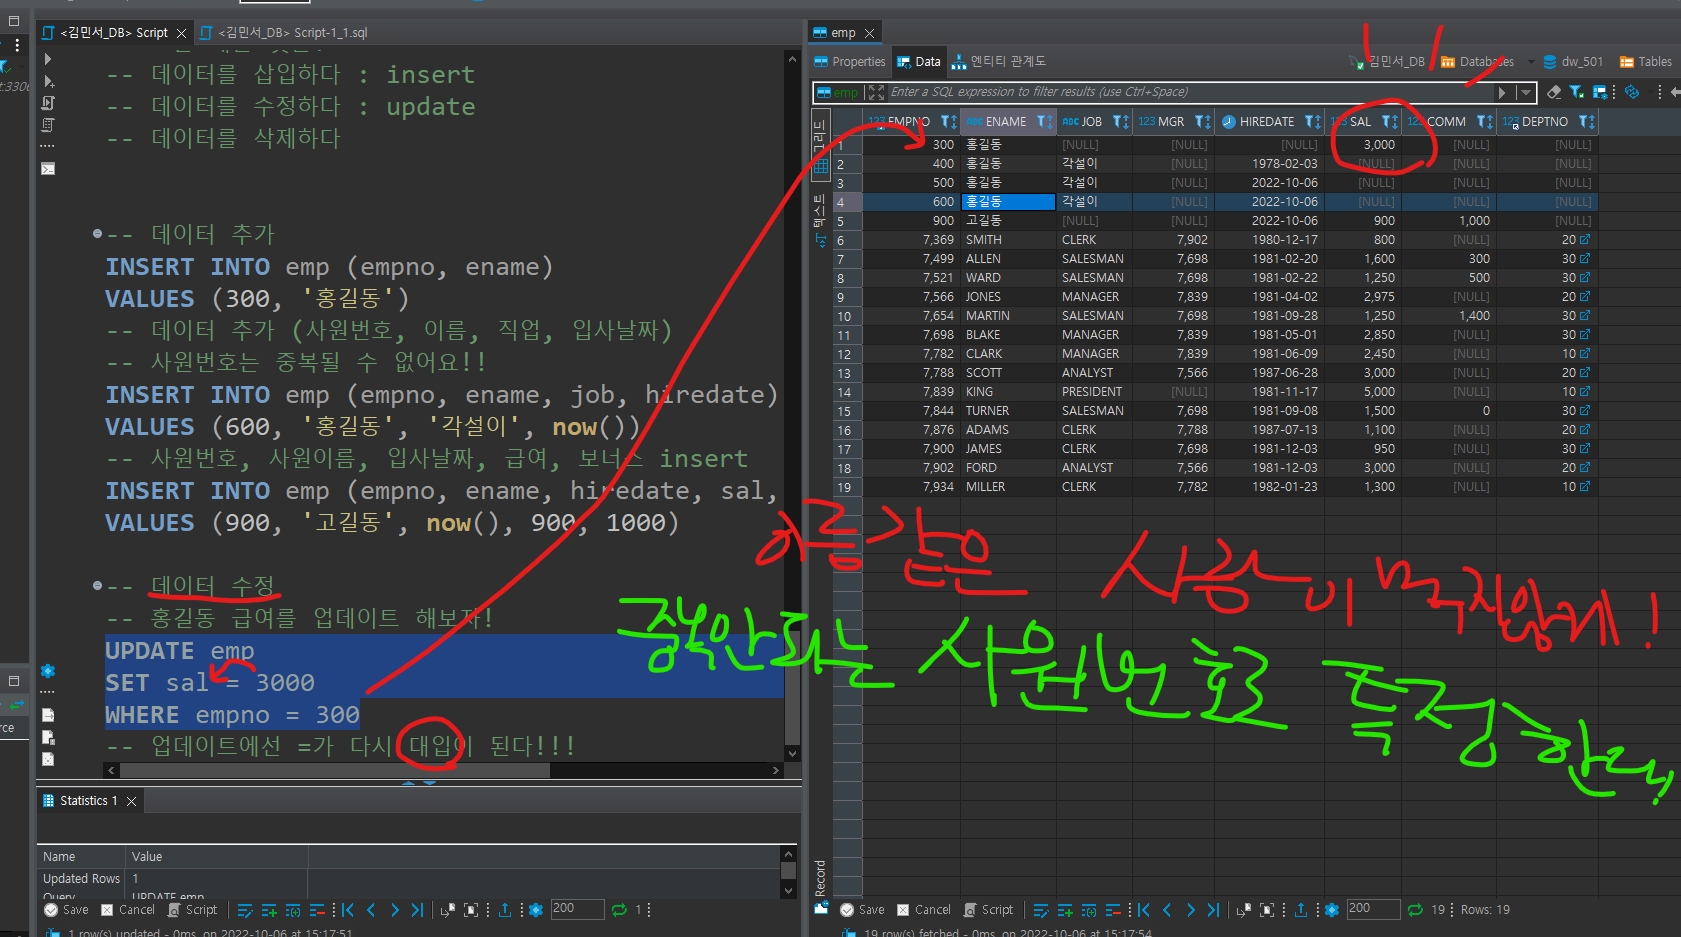 <김민서_DB> Script
<김민서_DB> Script-1_1.sql
-- 데이터를 삽입하다 : insert
-- 데이터를 수정하다 : update
-- 데이터를 삭제하다
-- 데이터 추가
INSERT INTO emp (empno, ename)
VALUES (300, '홍길동')
-- 데이터 추가 (사원번호, 이름, 직업, 입사날짜)
-- 사원번호는 중복될 수 없어요!!
INSERT INTO emp (empno, ename, job, hiredate)
VALUES (600, '홍길동', '각설이', now())
-- 사원번호, 사원이름, 입사날짜, 급여, 보너스 insert
INSERT INTO emp (empno, ename, hiredate, sal,
VALUES (900, '고길동', now(), 900, 1000)
-- 데이터 수정
-- 홍길동 급여를 업데이트 해보자!
UPDATE emp
SET sal = 3000
WHERE empno = 300
-- 업데이트에선 =가 다시 대입이 된다!!!
Statistics 1
Name Value
Updated Rows 1
Query UPDATE emp
Save Cancel Script 200 1
1 row(s) updated - 0ms, on 2022-10-06 at 15:17:51
emp
Properties Data 엔티티 관계도 김민서_DB Databases dw_501 Tables
emp Enter a SQL expression to filter results (use Ctrl+Space)
그리드
텍스트
Record
123 EMPNO ABC ENAME ABC JOB 123 MGR HIREDATE 123 SAL 123 COMM 123 DEPTNO
1 300 홍길동 [NULL] [NULL] [NULL] 3,000 [NULL] [NULL]
2 400 홍길동 각설이 [NULL] 1978-02-03 [NULL] [NULL] [NULL]
3 500 홍길동 각설이 [NULL] 2022-10-06 [NULL] [NULL] [NULL]
4 600 홍길동 각설이 [NULL] 2022-10-06 [NULL] [NULL] [NULL]
5 900 고길동 [NULL] [NULL] 2022-10-06 900 1,000 [NULL]
6 7,369 SMITH CLERK 7,902 1980-12-17 800 [NULL] 20
7 7,499 ALLEN SALESMAN 7,698 1981-02-20 1,600 300 30
8 7,521 WARD SALESMAN 7,698 1981-02-22 1,250 500 30
9 7,566 JONES MANAGER 7,839 1981-04-02 2,975 [NULL] 20
10 7,654 MARTIN SALESMAN 7,698 1981-09-28 1,250 1,400 30
11 7,698 BLAKE MANAGER 7,839 1981-05-01 2,850 [NULL] 30
12 7,782 CLARK MANAGER 7,839 1981-06-09 2,450 [NULL] 10
13 7,788 SCOTT ANALYST 7,566 1987-06-28 3,000 [NULL] 20
14 7,839 KING PRESIDENT [NULL] 1981-11-17 5,000 [NULL] 10
15 7,844 TURNER SALESMAN 7,698 1981-09-08 1,500 0 30
16 7,876 ADAMS CLERK 7,788 1987-07-13 1,100 [NULL] 20
17 7,900 JAMES CLERK 7,698 1981-12-03 950 [NULL] 30
18 7,902 FORD ANALYST 7,566 1981-12-03 3,000 [NULL] 20
19 7,934 MILLER CLERK 7,782 1982-01-23 1,300 [NULL] 10
이름같은 사람이 많게!
중복안되는 사원번호 특정한다
Save Cancel Script 200 19 Rows: 19
19 row(s) fetched - 0ms, on 2022-10-06 at 15:17:54